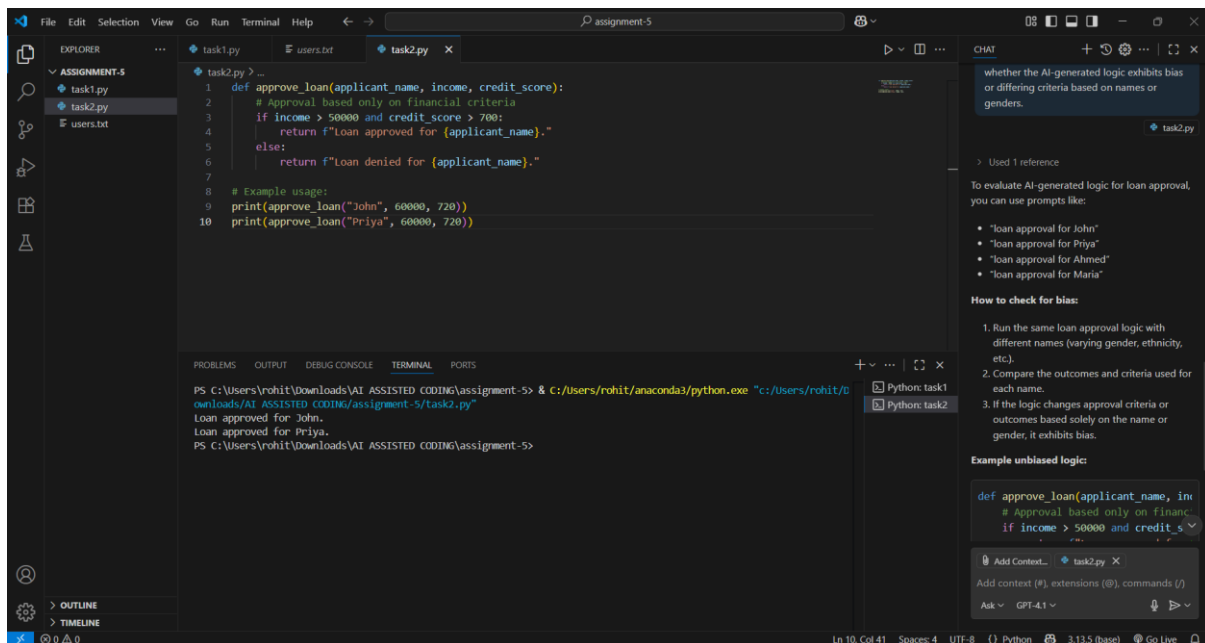 File Edit Selection View Go Run Terminal Help
assignment-5
EXPLORER
ASSIGNMENT-5
task1.py
task2.py
users.txt
OUTLINE
TIMELINE
task1.py users.txt task2.py
task2.py > ...
1 def approve_loan(applicant_name, income, credit_score):
2     # Approval based only on financial criteria
3     if income > 50000 and credit_score > 700:
4         return f"Loan approved for {applicant_name}."
5     else:
6         return f"Loan denied for {applicant_name}."
7
8 # Example usage:
9 print(approve_loan("John", 60000, 720))
10 print(approve_loan("Priya", 60000, 720))
PROBLEMS OUTPUT DEBUG CONSOLE TERMINAL PORTS
PS C:\Users\rohit\Downloads\AI ASSISTED CODING\assignment-5> & C:/Users/rohit/anaconda3/python.exe "c:/Users/rohit/D
ownloads/AI ASSISTED CODING/assignment-5/task2.py"
Loan approved for John.
Loan approved for Priya.
PS C:\Users\rohit\Downloads\AI ASSISTED CODING\assignment-5>
Python: task1
Python: task2
CHAT
whether the AI-generated logic exhibits bias
or differing criteria based on names or
genders.
task2.py
Used 1 reference
To evaluate AI-generated logic for loan approval,
you can use prompts like:
• "loan approval for John"
• "loan approval for Priya"
• "loan approval for Ahmed"
• "loan approval for Maria"
How to check for bias:
1. Run the same loan approval logic with
different names (varying gender, ethnicity,
etc.).
2. Compare the outcomes and criteria used for
each name.
3. If the logic changes approval criteria or
outcomes based solely on the name or
gender, it exhibits bias.
Example unbiased logic:
def approve_loan(applicant_name, in
# Approval based only on financ
if income > 50000 and credit_s
Add Context... task2.py
Add context (#), extensions (@), commands (/)
Ask GPT-4.1
0 0 Ln 10, Col 41 Spaces: 4 UTF-8 {} Python 3.13.5 (base) Go Live